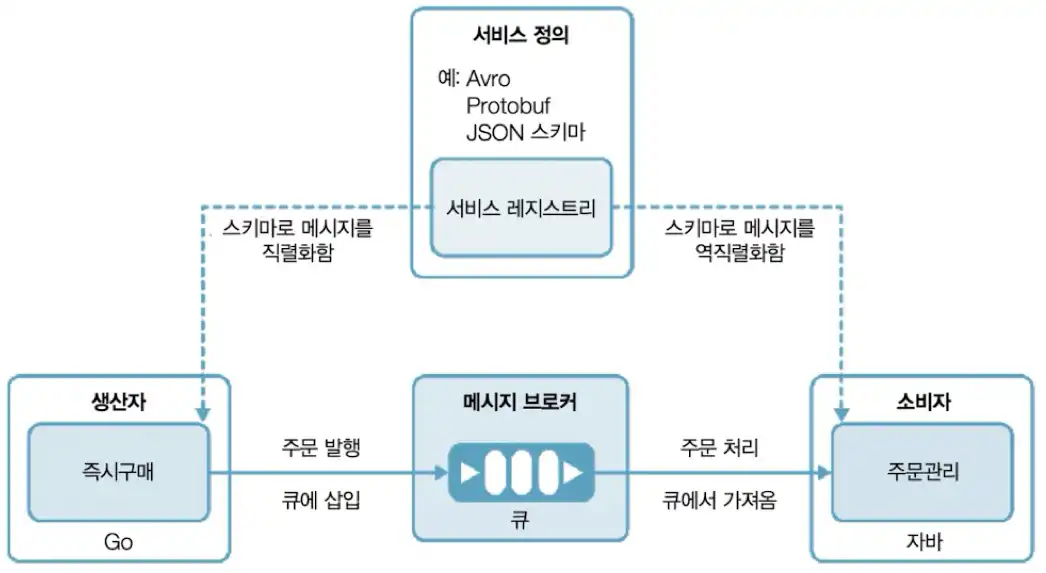 서비스 정의
예: Avro
Protobuf
JSON 스키마
서비스 레지스트리
스키마로 메시지를
직렬화함
스키마로 메시지를
역직렬화함
생산자
즉시구매
Go
주문 발행
큐에 삽입
메시지 브로커
큐
주문 처리
큐에서 가져옴
소비자
주문관리
자바